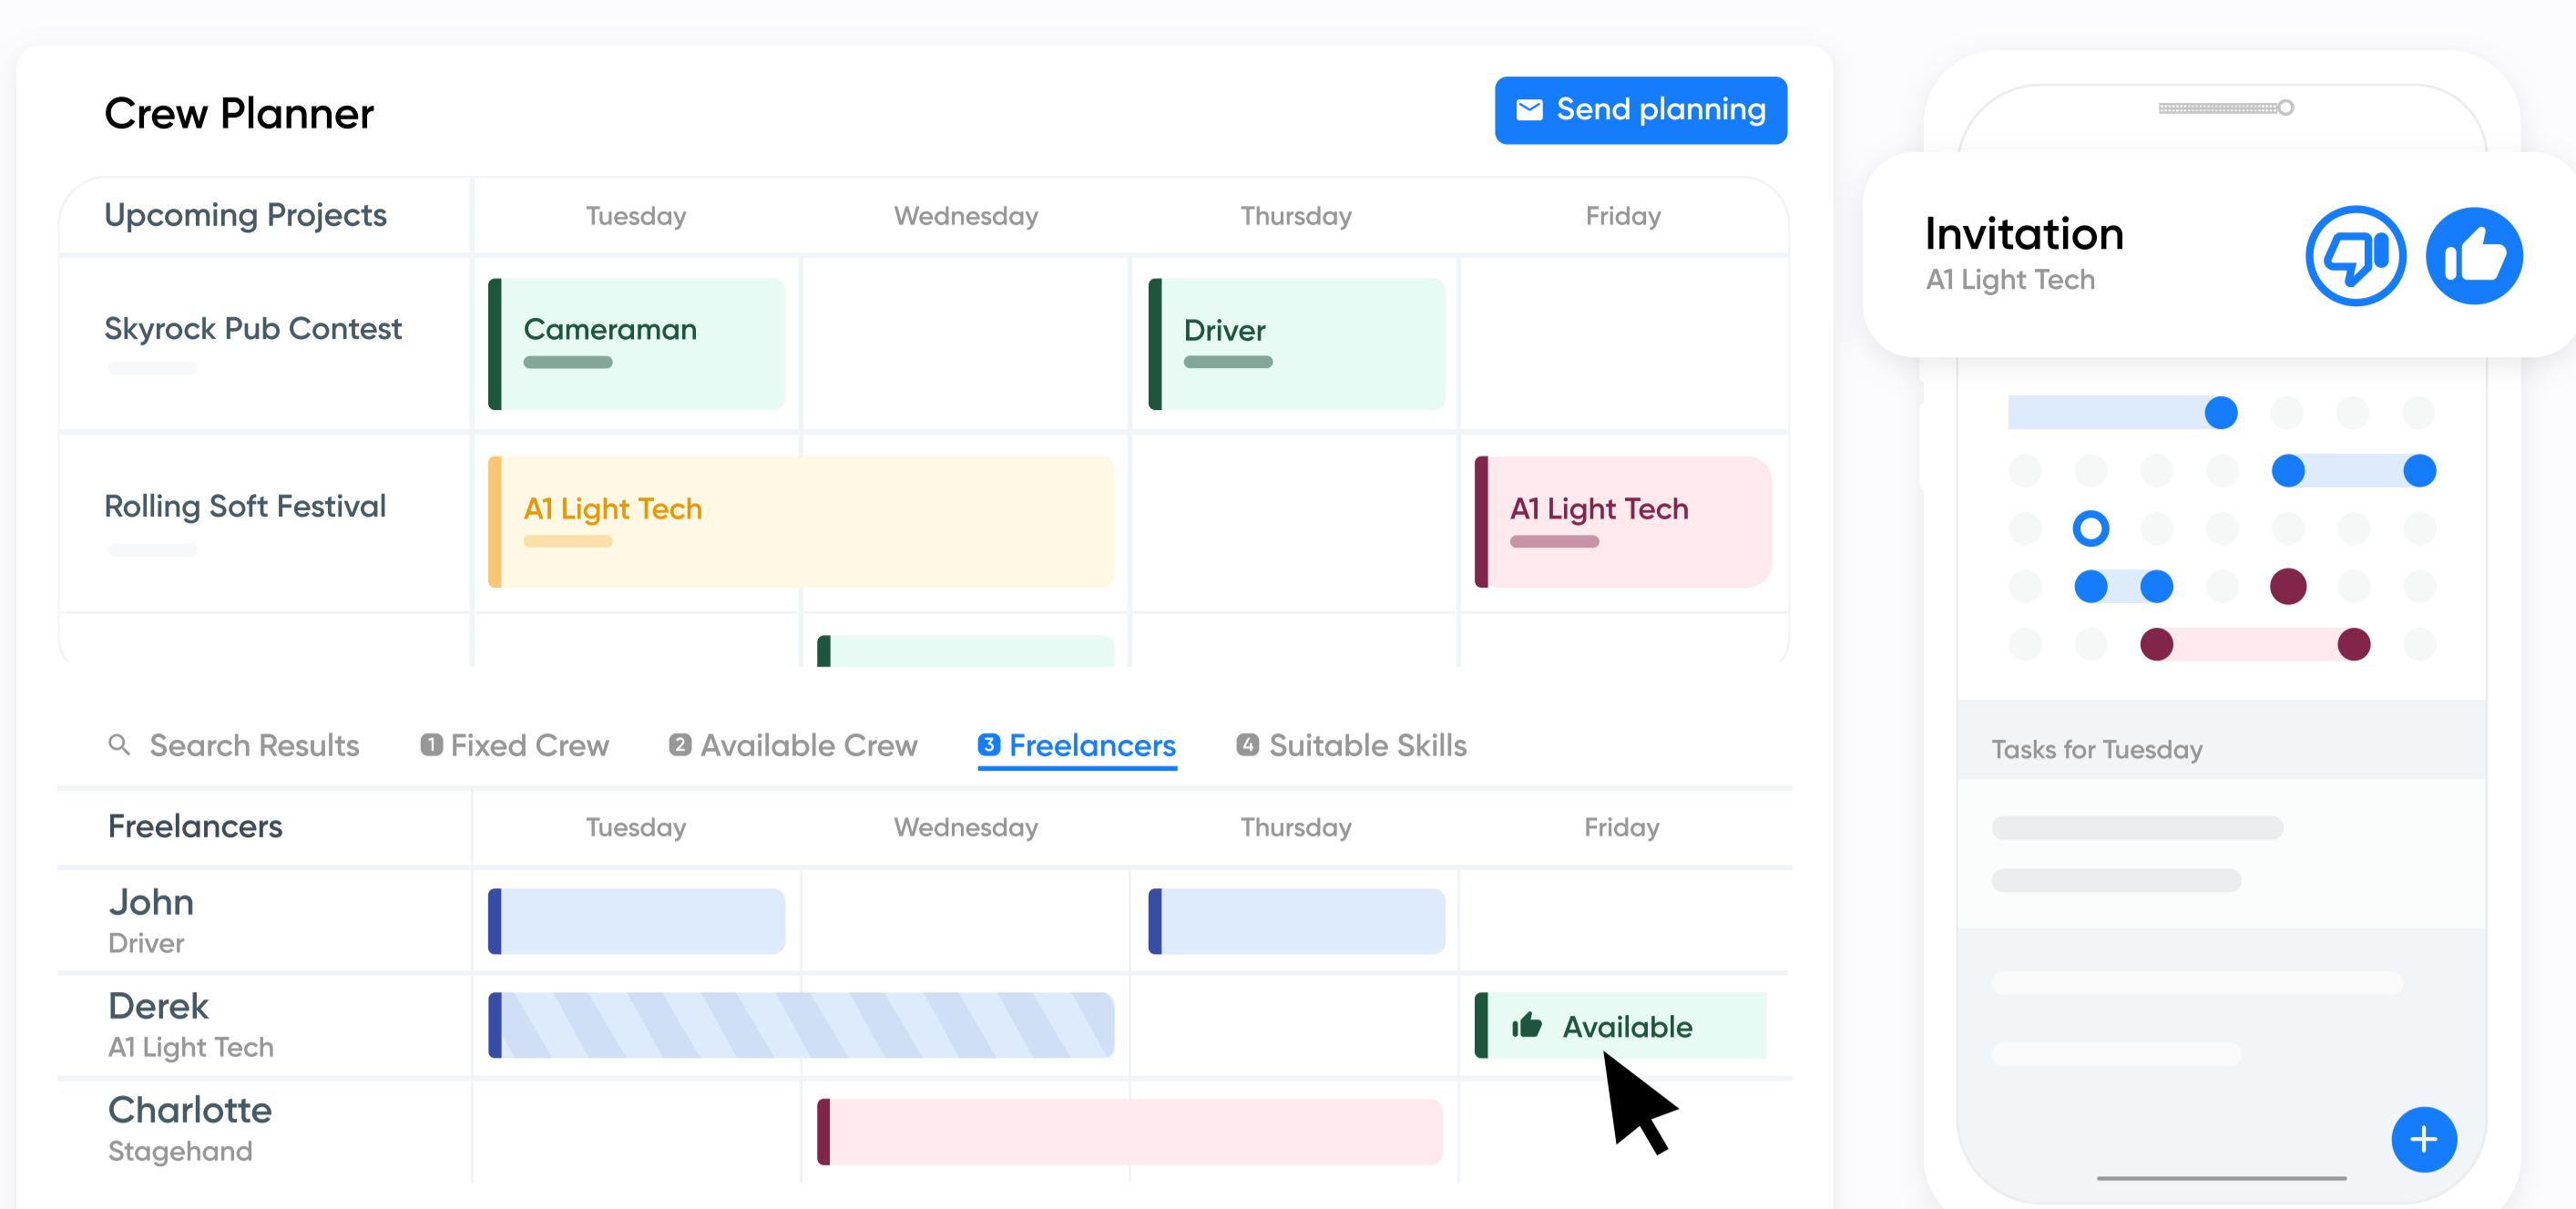 Crew Planner
Send planning
Upcoming Projects
Tuesday
Wednesday
Thursday
Friday
Skyrock Pub Contest
Cameraman
Driver
Rolling Soft Festival
A1 Light Tech
A1 Light Tech
Search Results
1 Fixed Crew
2 Available Crew
3 Freelancers
4 Suitable Skills
Freelancers
Tuesday
Wednesday
Thursday
Friday
John
Driver
Derek
A1 Light Tech
Available
Charlotte
Stagehand
Invitation
A1 Light Tech
Tasks for Tuesday